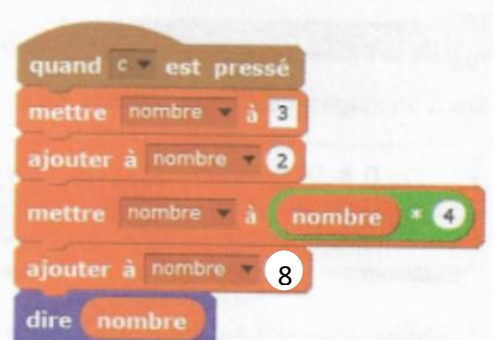 quand c est pressé
mettre nombre à 3
ajouter à nombre 2
mettre nombre à nombre * 4
ajouter à nombre 8
dire nombre